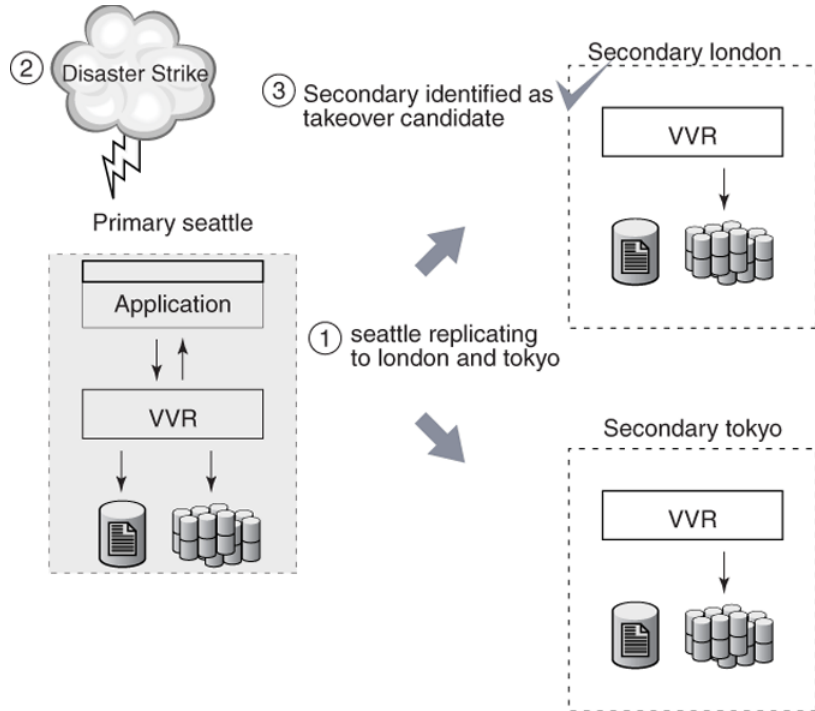 ② Disaster Strike
③ Secondary identified as
takeover candidate
Secondary london
VVR
Primary seattle
Application
VVR
① seattle replicating
to london and tokyo
Secondary tokyo
VVR